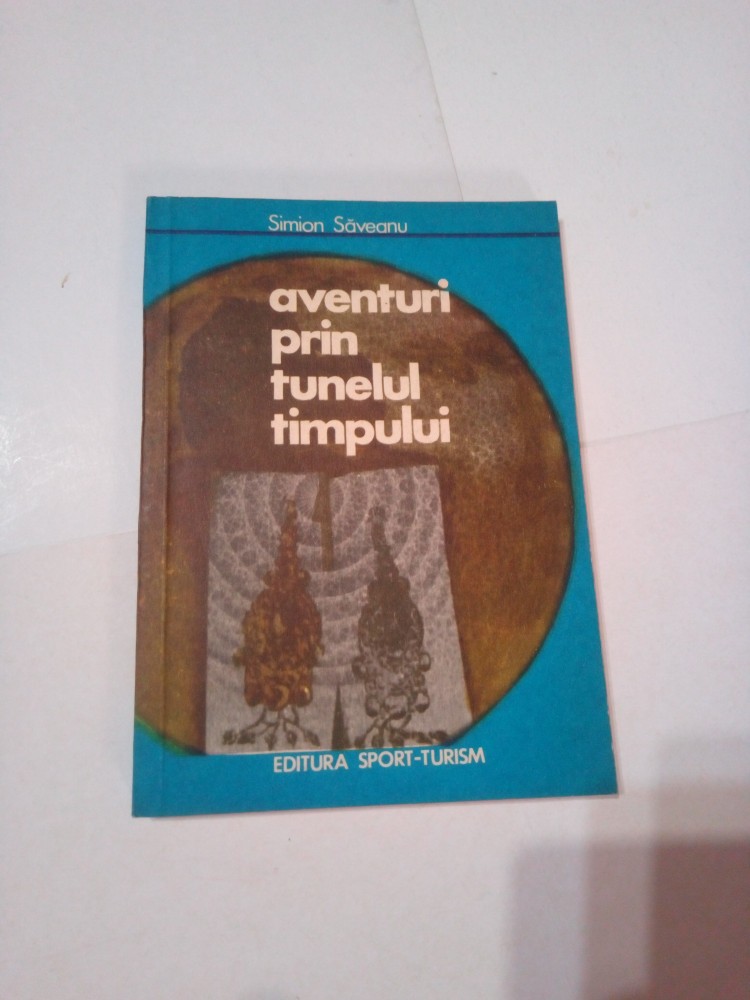 Simion Săveanu
aventuri
prin
tunelul
timpului
EDITURA SPORT-TURISM